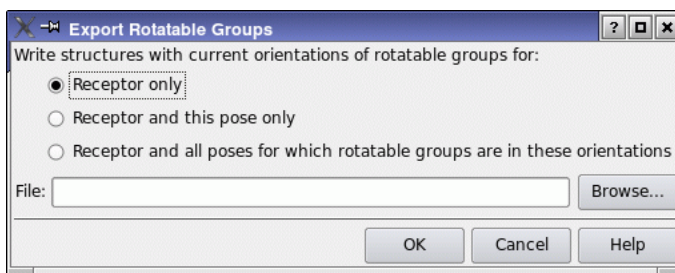 Export Rotatable Groups
Write structures with current orientations of rotatable groups for:
Receptor only
Receptor and this pose only
Receptor and all poses for which rotatable groups are in these orientations
File: Browse...
OK Cancel Help